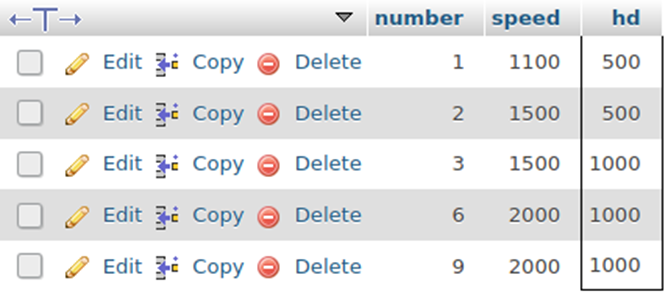 number speed hd
Edit Copy Delete 1 1100 500
Edit Copy Delete 2 1500 500
Edit Copy Delete 3 1500 1000
Edit Copy Delete 6 2000 1000
Edit Copy Delete 9 2000 1000